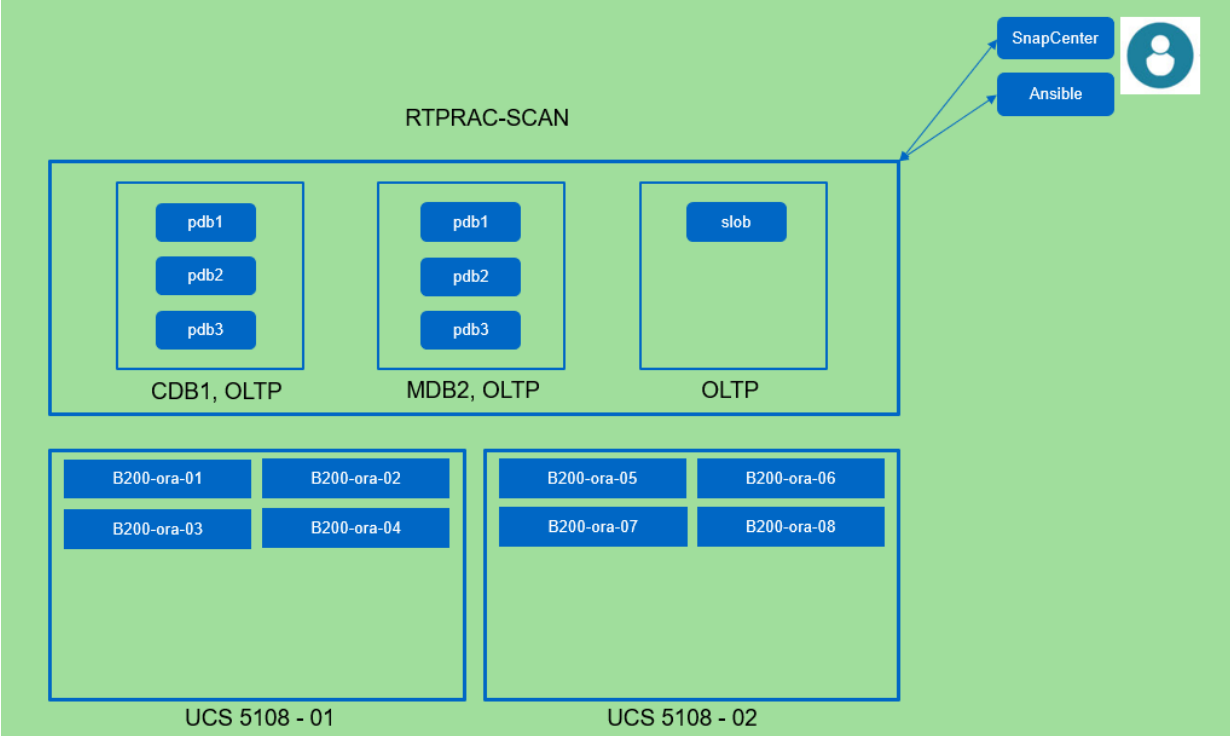 SnapCenter
Ansible
RTPRAC-SCAN
pdb1
pdb2
pdb3
CDB1, OLTP
pdb1
pdb2
pdb3
MDB2, OLTP
slob
OLTP
B200-ora-01
B200-ora-02
B200-ora-03
B200-ora-04
UCS 5108 - 01
B200-ora-05
B200-ora-06
B200-ora-07
B200-ora-08
UCS 5108 - 02